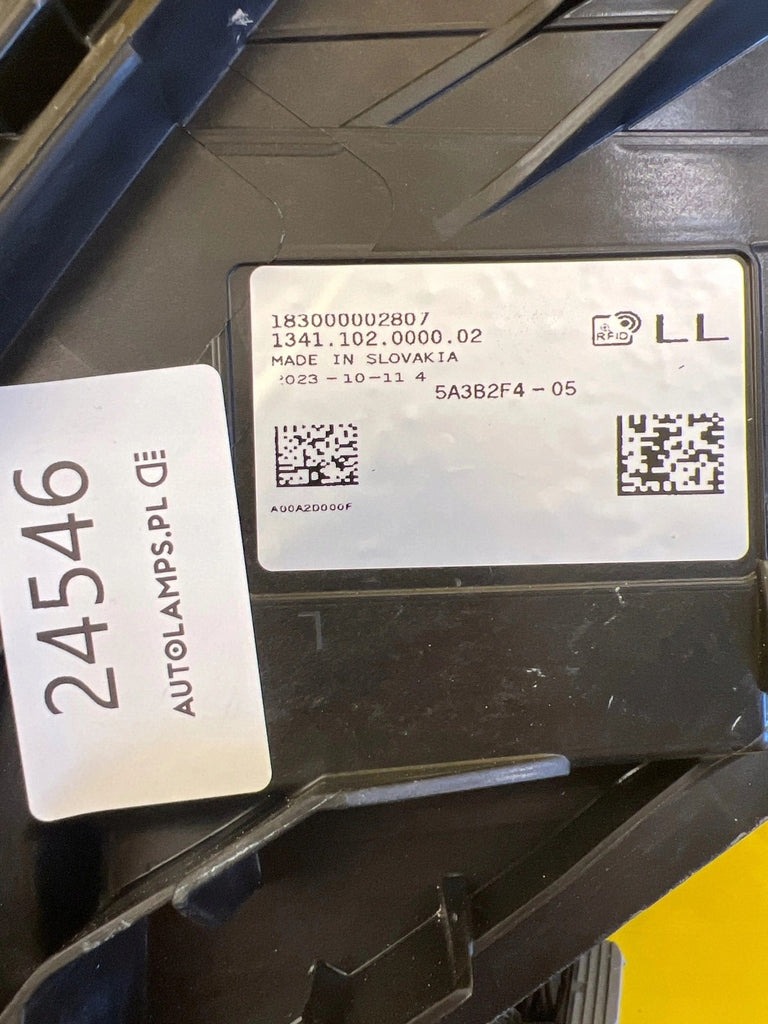 183000002807
1341.102.0000.02
RFID
LL
MADE IN SLOVAKIA
2023-10-11 4
5A3B2F4-05
A00A2D000F
24546
AUTOLAMPS.PL
L